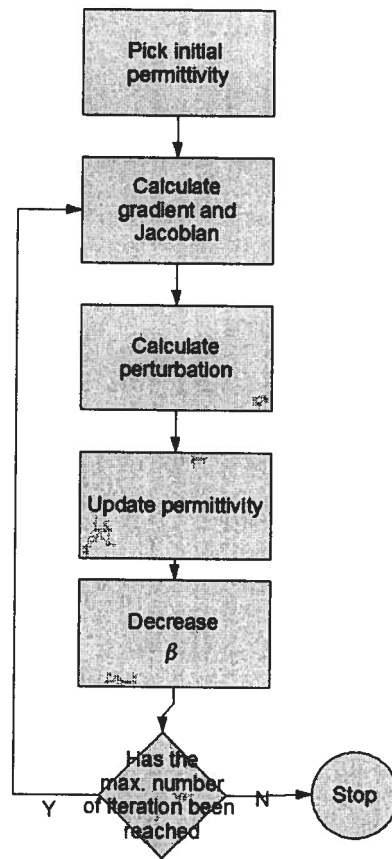 Pick initial
permittivity
Calculate
gradient and
Jacobian
Calculate
perturbation
Update permittivity
Decrease
β
Has the
max. number
of iteration been
reached
Y
N
Stop